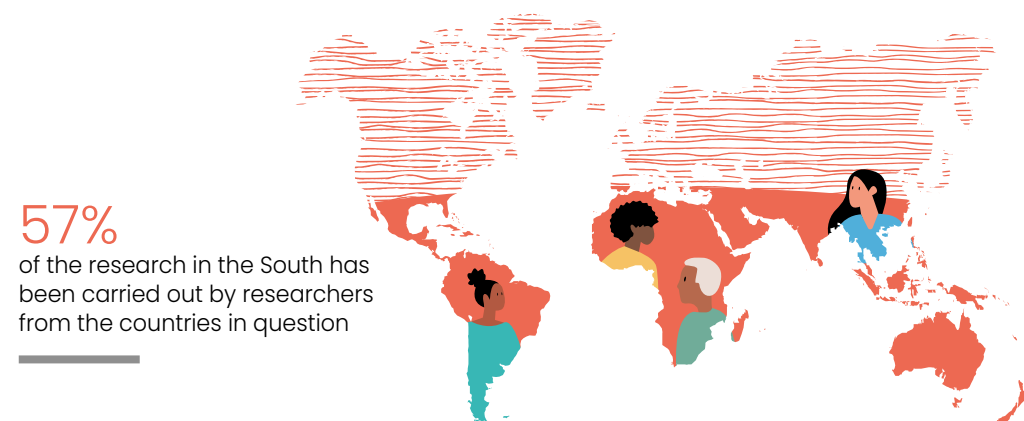 57%
of the research in the South has
been carried out by researchers
from the countries in question